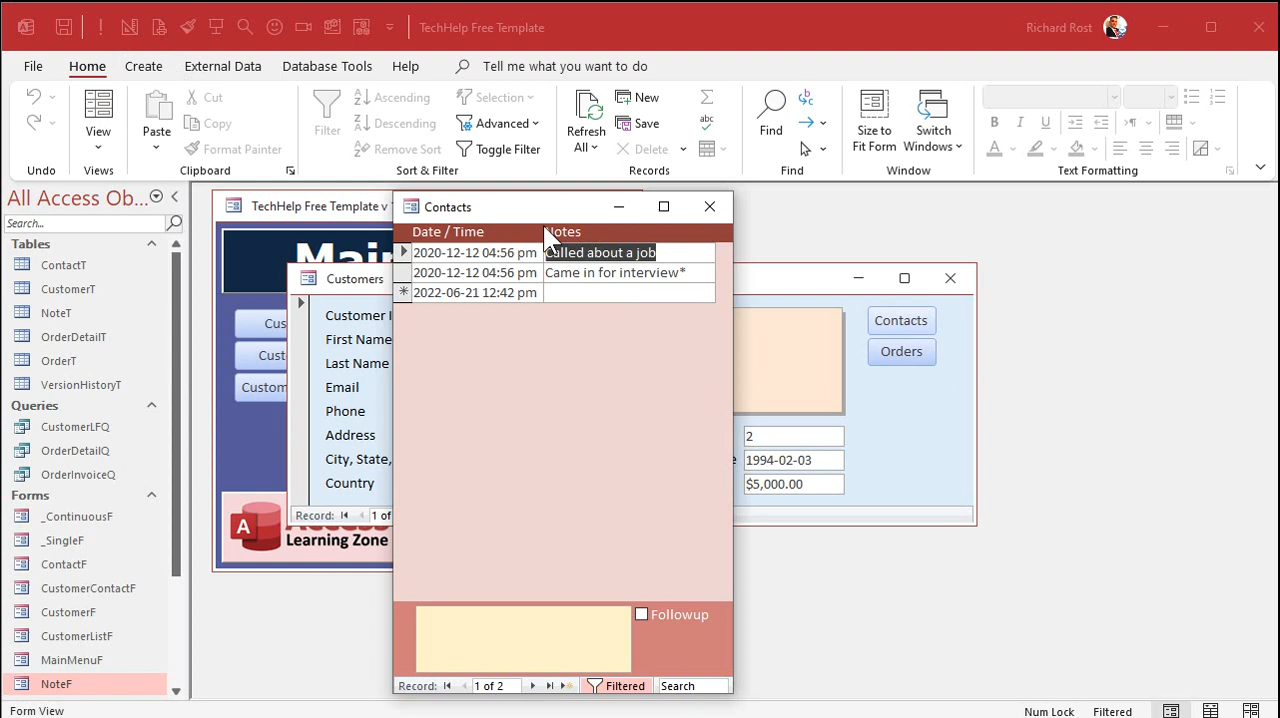 TechHelp Free Template
Richard Rost
File
Home
Create
External Data
Database Tools
Help
Tell me what you want to do
View
Paste
Cut
Copy
Format Painter
Filter
Ascending
Descending
Remove Sort
Selection
Advanced
Toggle Filter
Refresh
All
New
Save
Delete
Σ
abc
Find
Size to
Fit Form
Switch
Windows
B I U
A
Undo
Views
Clipboard
Sort & Filter
Records
Find
Window
Text Formatting
All Access Ob...
Search...
Tables
ContactT
CustomerT
NoteT
OrderDetailT
OrderT
VersionHistoryT
Queries
CustomerLFQ
OrderDetailQ
OrderInvoiceQ
Forms
_ContinuousF
_SingleF
ContactF
CustomerContactF
CustomerF
CustomerListF
MainMenuF
NoteF
TechHelp Free Template v
Main
Cus
Cust
Custom
A
Learning Zone
Customers
Customer I
First Name
Last Name
Email
Phone
Address
City, State,
Country
Record:
1 of
Contacts
Orders
2
1994-02-03
$5,000.00
Contacts
Date / Time
Notes
2020-12-12 04:56 pm Called about a job
2020-12-12 04:56 pm Came in for interview*
2022-06-21 12:42 pm
Followup
Record: 1 of 2 Filtered Search
Form View
Num Lock Filtered